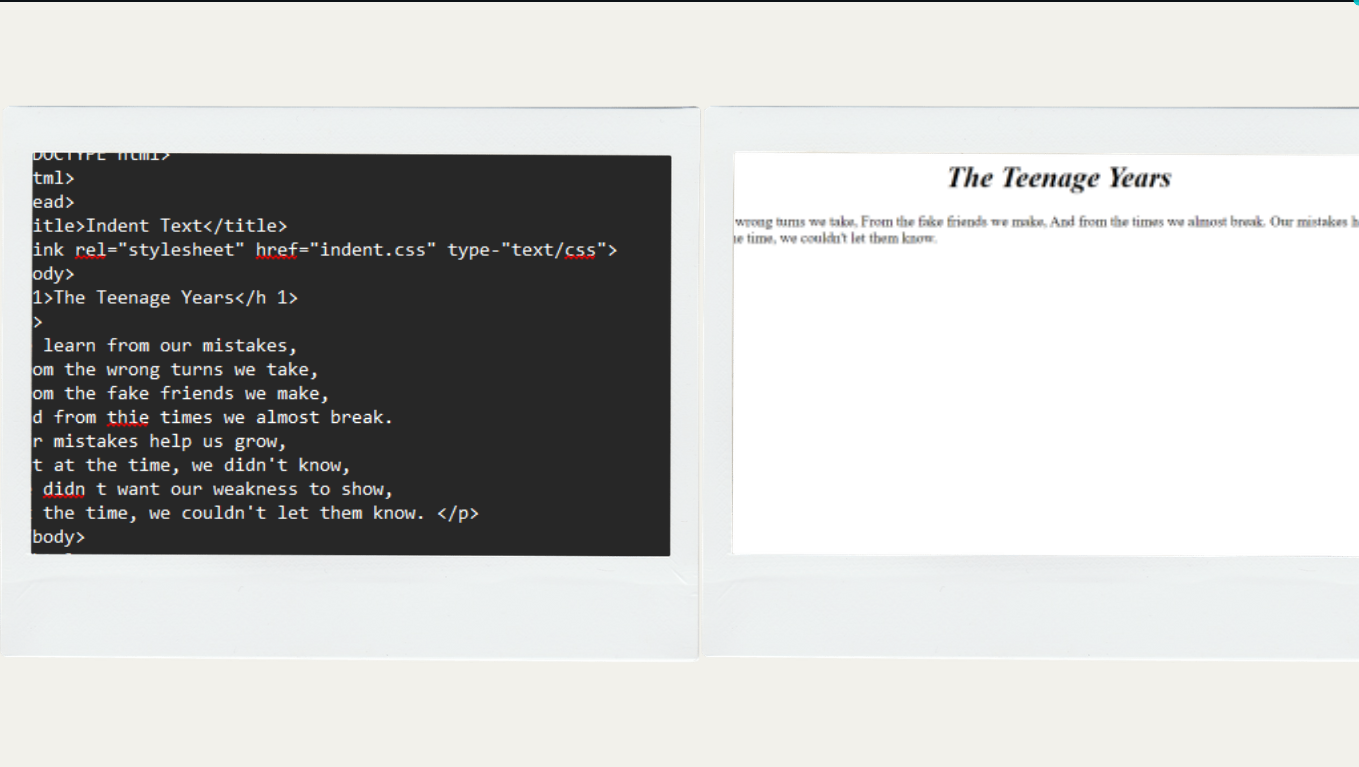 DOCTYPE html>
tml>
ead>
itle>Indent Text</title>
ink rel="stylesheet" href="indent.css" type-"text/css">
ody>
1>The Teenage Years</h 1>
>
learn from our mistakes,
om the wrong turns we take,
om the fake friends we make,
d from thie times we almost break.
r mistakes help us grow,
t at the time, we didn't know,
didn t want our weakness to show,
the time, we couldn't let them know. </p>
body>
The Teenage Years
wrong turns we take, From the fake friends we make, And from the times we almost break. Our mistakes h
e time, we couldn't let them know.